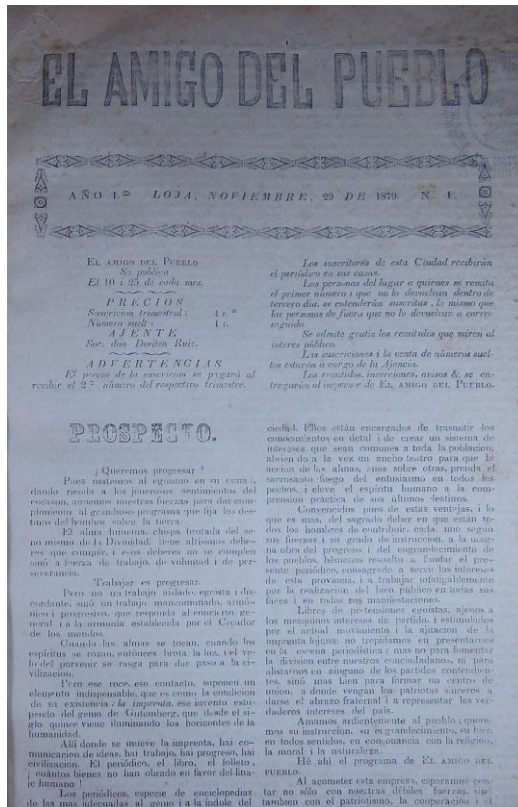 EL AMIGO DEL PUEBLO
AÑO 1.º LOJA, NOVIEMBRE, 29 DE 1879. N. 1.
EL AMIGO DEL PUEBLO
Se publica
El 10 i 25 de cada mes.
PRECIOS
Suscricion trimestral: 4 r.s
Número suelto 1 r.
AJENTE
Sor. don Dositeo Ruiz.
ADVERTENCIAS
El precio de la suscricion se pagará al
recibir el 2.º número del respectivo trimestre.
Los suscritores de esta Ciudad recibirán
el periódico en sus casas.
Las personas del lugar a quienes se remita
el primer número i que no lo devuelvan dentro de
tercero dia, se entenderán suscritas, lo mismo que
las personas de fuera que no lo devuelvan a correo
seguido.
Se admite gratis los remitidos que miren al
interes público.
Las suscriciones i la venta de números suel-
tos estarán a cargo de la Ajencia.
Los remitidos, inserciones, avisos &. se en-
tregarán al impresor de EL AMIGO DEL PUEBLO.
PROSPECTO.
¡ Queremos progresar !
Pues matemos al egoismo en su cuna i,
dando rienda a los jenerosos sentimientos del
corazon, aunemos nuestras fuerzas para dar cum-
plimiento al grandioso programa que fija los des-
tinos del hombre sobre la tierra.
El alma humana, chispa brotada del se-
no mismo de la Divinidad, tiene altísimos debe-
res que cumplir, i esos deberes no se cumplen
sinó a fuerza de trabajo, de voluntad i de per-
severancia.
Trabajar es progresar.
Pero no un trabajo aislado, egoista i dis-
cordante, sinó un trabajo mancomunado, armó-
nico i progresivo, que responda al concierto ge-
neral i a la armonía establecida por el Creador
de los mundos.
Cuando las almas se tocan, cuando los
espíritus se rozan, entonces brota la luz, i el ve-
lo del porvenir se rasga para dar paso a la ci-
vilizacion.
Pero ese roce, ese contacto, suponen un
elemento indispensable, que es como la condicion
de su existencia: la imprenta, ese invento estu-
pendo del genio de Gutemberg, que desde el si-
glo quince viene iluminando los horizontes de la
humanidad.
Allá donde se mueve la imprenta, hai co-
municacion de ideas, hai trabajo, hai progreso, hai
civilizacion. El periódico, el libro, el folleto,
¡ cuántos bienes no han obrado en favor del lina-
je humano !
Los periódicos, especie de enciclopedias
de las mas adecuadas al genio i a la índole del
ciedad. Ellos están encargados de trasmitir los
conocimientos en detal i de crear un sistema de
intereses que sean comunes a toda la poblacion;
abriendo a la vez un ancho teatro para que la
accion de las almas, unas sobre otras, prenda el
sacrosanto fuego del entusiasmo en todos los
pechos, i eleve el espíritu humano a la com-
prension práctica de sus últimos destinos.
Convencidos pues de estas ventajas, i lo
que es mas, del sagrado deber en que están to-
dos los hombres de contribuir, cada uno segun
sus fuerzas i su grado de instruccion, a la mag-
na obra del progreso i del engrandecimiento de
los pueblos, hemos resuelto a fundar el pre-
sente periódico, consagrado a servir los intereses
de esta provincia, i a trabajar infatigablemente
por la realizacion del bien público en todas sus
faces i en todas sus manifestaciones.
Libres de pretensiones egoistas, ajenos a
los mezquinos intereses de partido, i estimulados
por el actual movimiento i la ajitacion de la
imprenta lojana; no trepidamos en presentarnos
en la escena periodística; mas no para fomentar
la division entre nuestros conciudadanos, ni para
alistarnos en ninguno de los partidos contendien-
tes, sinó mas bien para formar un centro de
union, a donde vengan los patriotas sinceros a
darse el abrazo fraternal i a representar los ver-
daderos intereses del país.
Amamos ardientemente al pueblo; quere-
mos su instruccion, su engrandecimiento, su bien
en todos sentidos, en consonancia con la religion,
la moral i la naturaleza.
Hé ahí el programa de EL AMIGO DEL
PUEBLO.
Al acometer esta empresa, esperamos con-
tar no sólo con nuestras débiles fuerzas, sinó
tambien con el patriotismo, la cooperacion i el